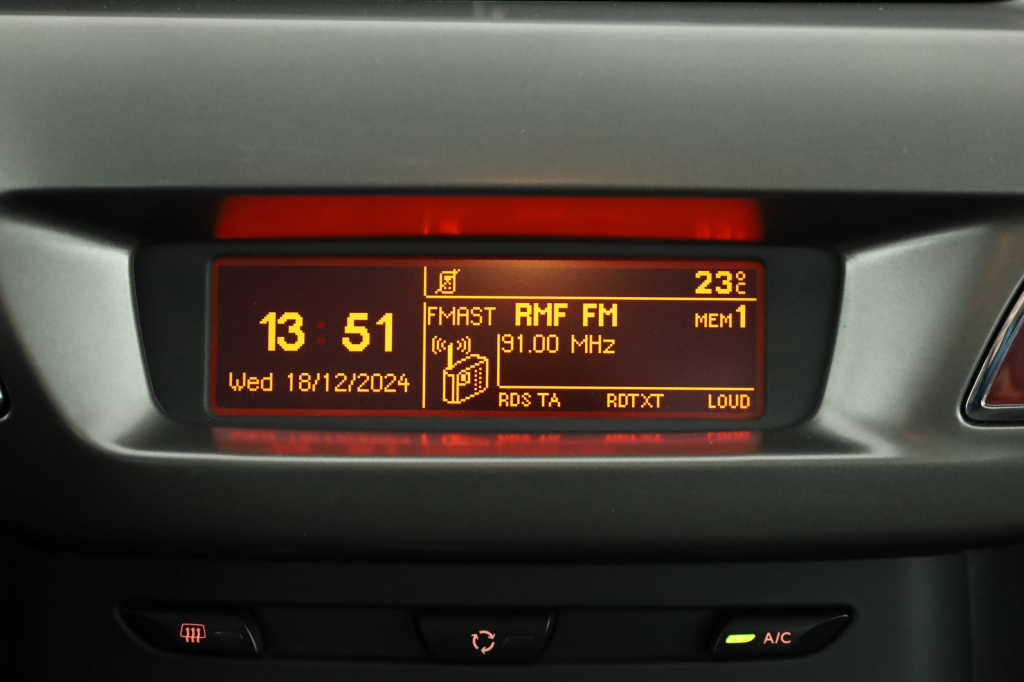 23°C
13:51
FMAST RMF FM MEM1
91.00 MHz
Wed 18/12/2024
RDS TA RDTXT LOUD
A/C